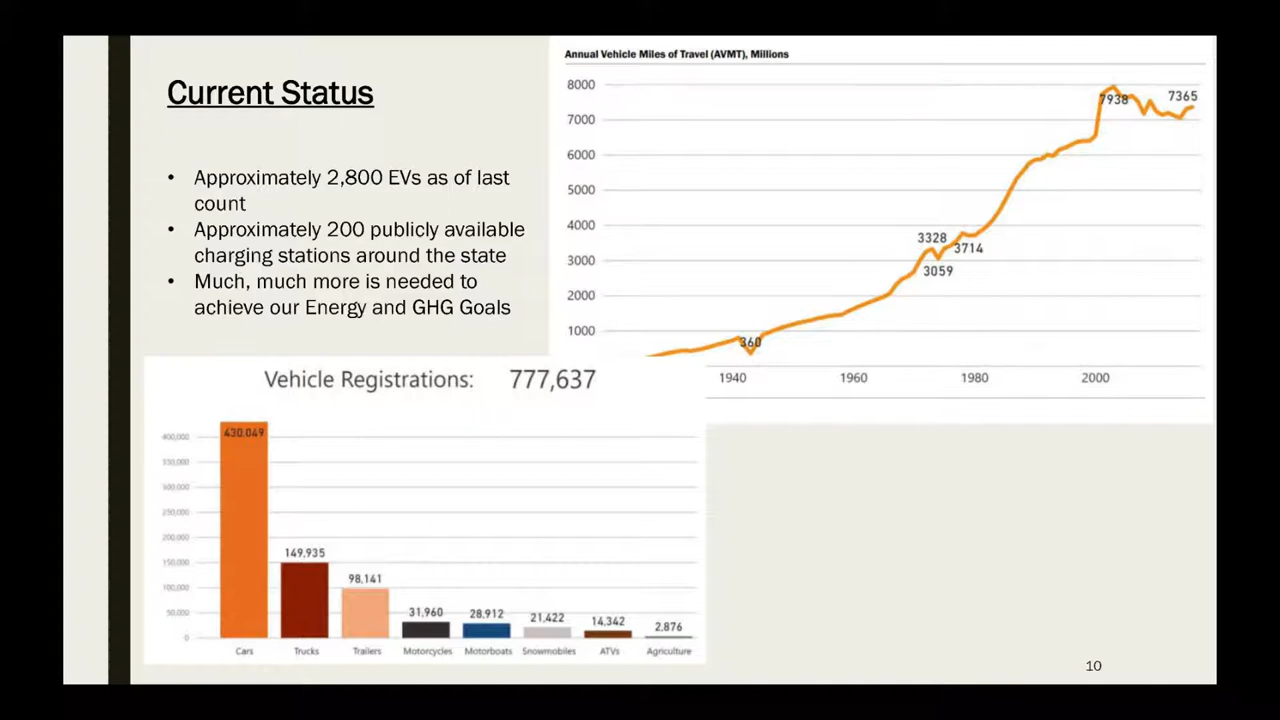 Current Status
• Approximately 2,800 EVs as of last
count
• Approximately 200 publicly available
charging stations around the state
• Much, much more is needed to
achieve our Energy and GHG Goals
Annual Vehicle Miles of Travel (AVMT), Millions
8000
7000
6000
5000
4000
3000
2000
1000
7938
7365
3328
3714
3059
360
1940
1960
1980
2000
Vehicle Registrations: 777,637
400,000
350,000
300,000
250,000
200,000
150,000
100,000
50,000
0
430,049
149,935
98,141
31,960
28,912
21,422
14,342
2,876
Cars
Trucks
Trailers
Motorcycles
Motorboats
Snowmobiles
ATVs
Agriculture
10